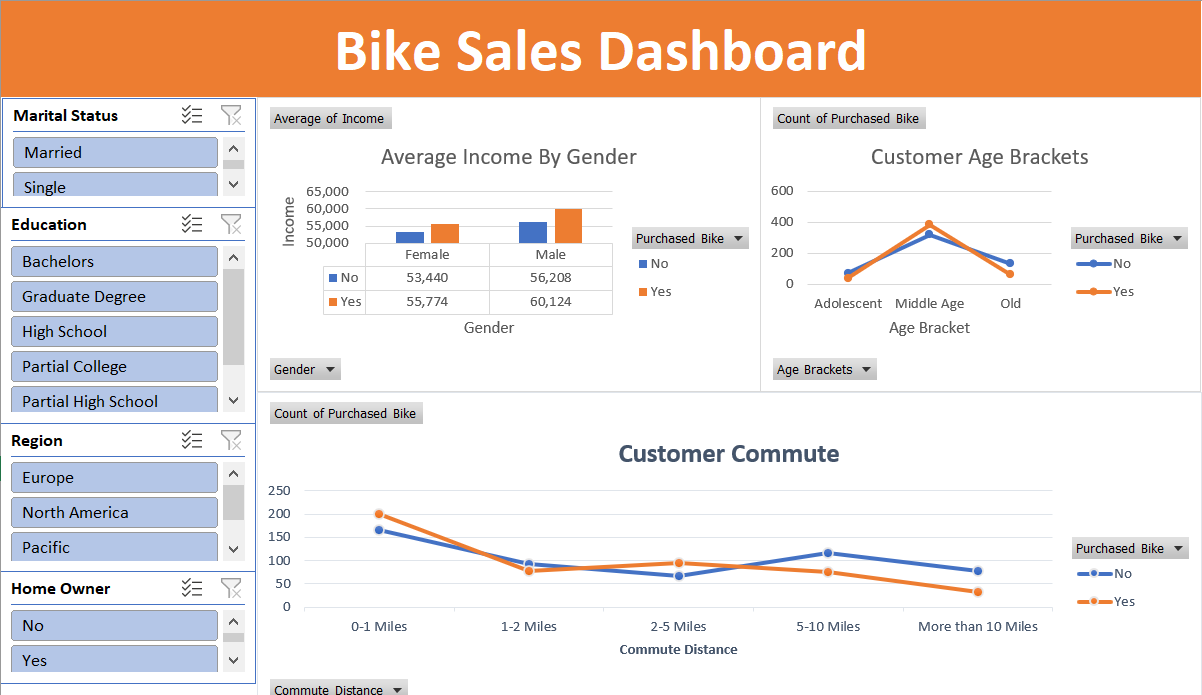 Bike Sales Dashboard
Marital Status
Married
Single
Education
Bachelors
Graduate Degree
High School
Partial College
Partial High School
Region
Europe
North America
Pacific
Home Owner
No
Yes
Average of Income
Average Income By Gender
Income
65,000
60,000
55,000
50,000
Female Male
No 53,440 56,208
Yes 55,774 60,124
Gender
Purchased Bike
No
Yes
Gender
Count of Purchased Bike
Customer Age Brackets
600
400
200
0
Adolescent Middle Age Old
Age Bracket
Purchased Bike
No
Yes
Age Brackets
Count of Purchased Bike
Customer Commute
250
200
150
100
50
0
0-1 Miles 1-2 Miles 2-5 Miles 5-10 Miles More than 10 Miles
Commute Distance
Purchased Bike
No
Yes
Commute Distance